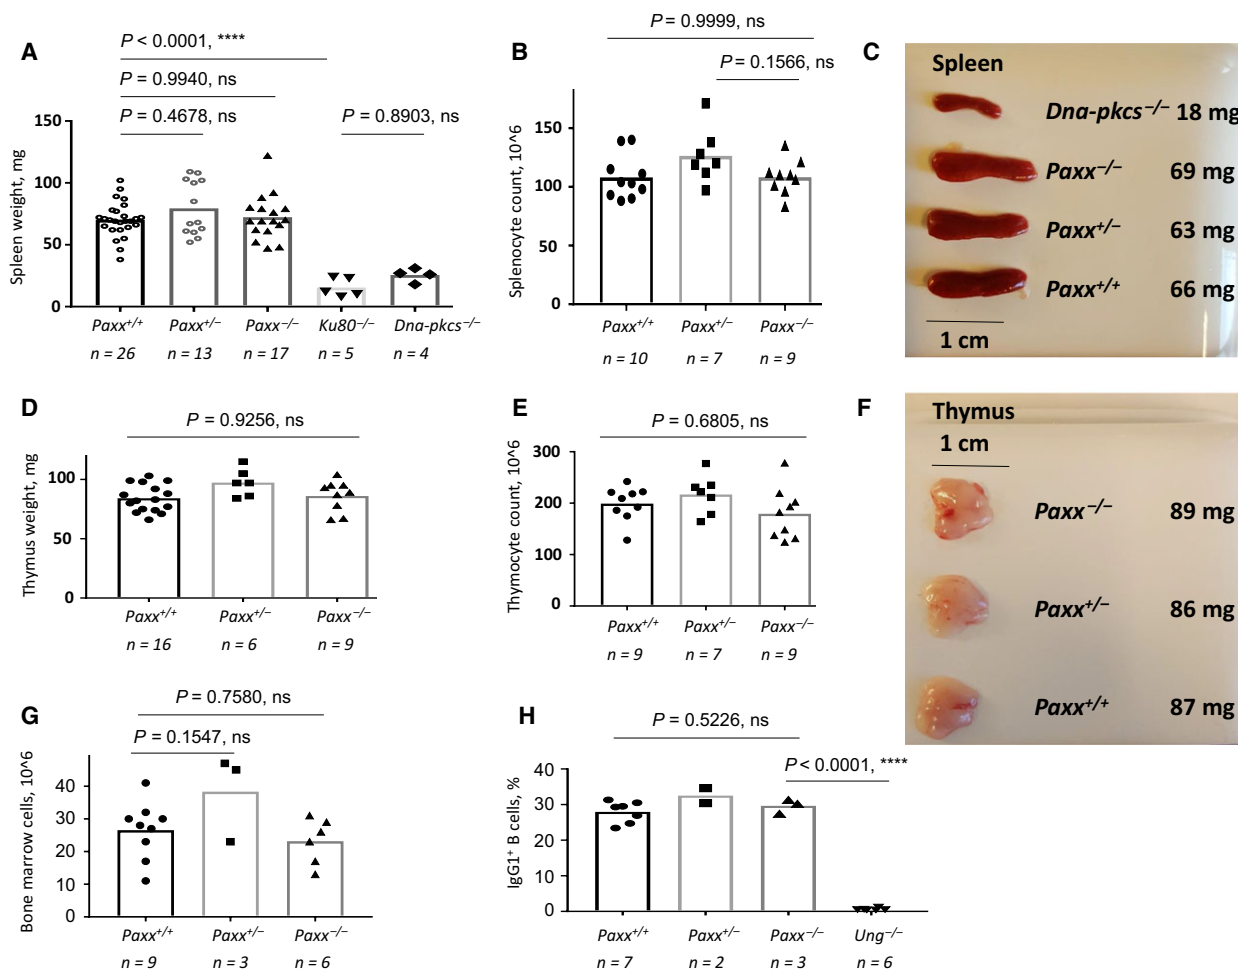 A
P < 0.0001, ****
P = 0.9940, ns
P = 0.4678, ns
P = 0.8903, ns
Spleen weight, mg
150
100
50
0
Paxx+/+
Paxx+/−
Paxx−/−
Ku80−/−
Dna-pkcs−/−
n = 26
n = 13
n = 17
n = 5
n = 4
B
P = 0.9999, ns
P = 0.1566, ns
Splenocyte count, 10^6
150
100
50
0
Paxx+/+
Paxx+/−
Paxx−/−
n = 10
n = 7
n = 9
C
Spleen
Dna-pkcs−/− 18 mg
Paxx−/− 69 mg
Paxx+/− 63 mg
Paxx+/+ 66 mg
1 cm
D
P = 0.9256, ns
Thymus weight, mg
100
50
0
Paxx+/+
Paxx+/−
Paxx−/−
n = 16
n = 6
n = 9
E
P = 0.6805, ns
Thymocyte count, 10^6
300
200
100
0
Paxx+/+
Paxx+/−
Paxx−/−
n = 9
n = 7
n = 9
F
Thymus
1 cm
Paxx−/− 89 mg
Paxx+/− 86 mg
Paxx+/+ 87 mg
G
P = 0.7580, ns
P = 0.1547, ns
Bone marrow cells, 10^6
40
30
20
10
0
Paxx+/+
Paxx+/−
Paxx−/−
n = 9
n = 3
n = 6
H
P = 0.5226, ns
P < 0.0001, ****
IgG1+ B cells, %
40
30
20
10
0
Paxx+/+
Paxx+/−
Paxx−/−
Ung−/−
n = 7
n = 2
n = 3
n = 6